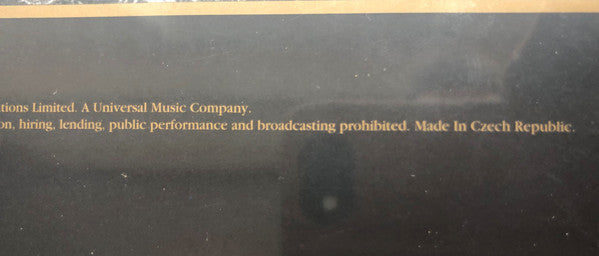 tions Limited. A Universal Music Company.
on, hiring, lending, public performance and broadcasting prohibited. Made In Czech Republic.